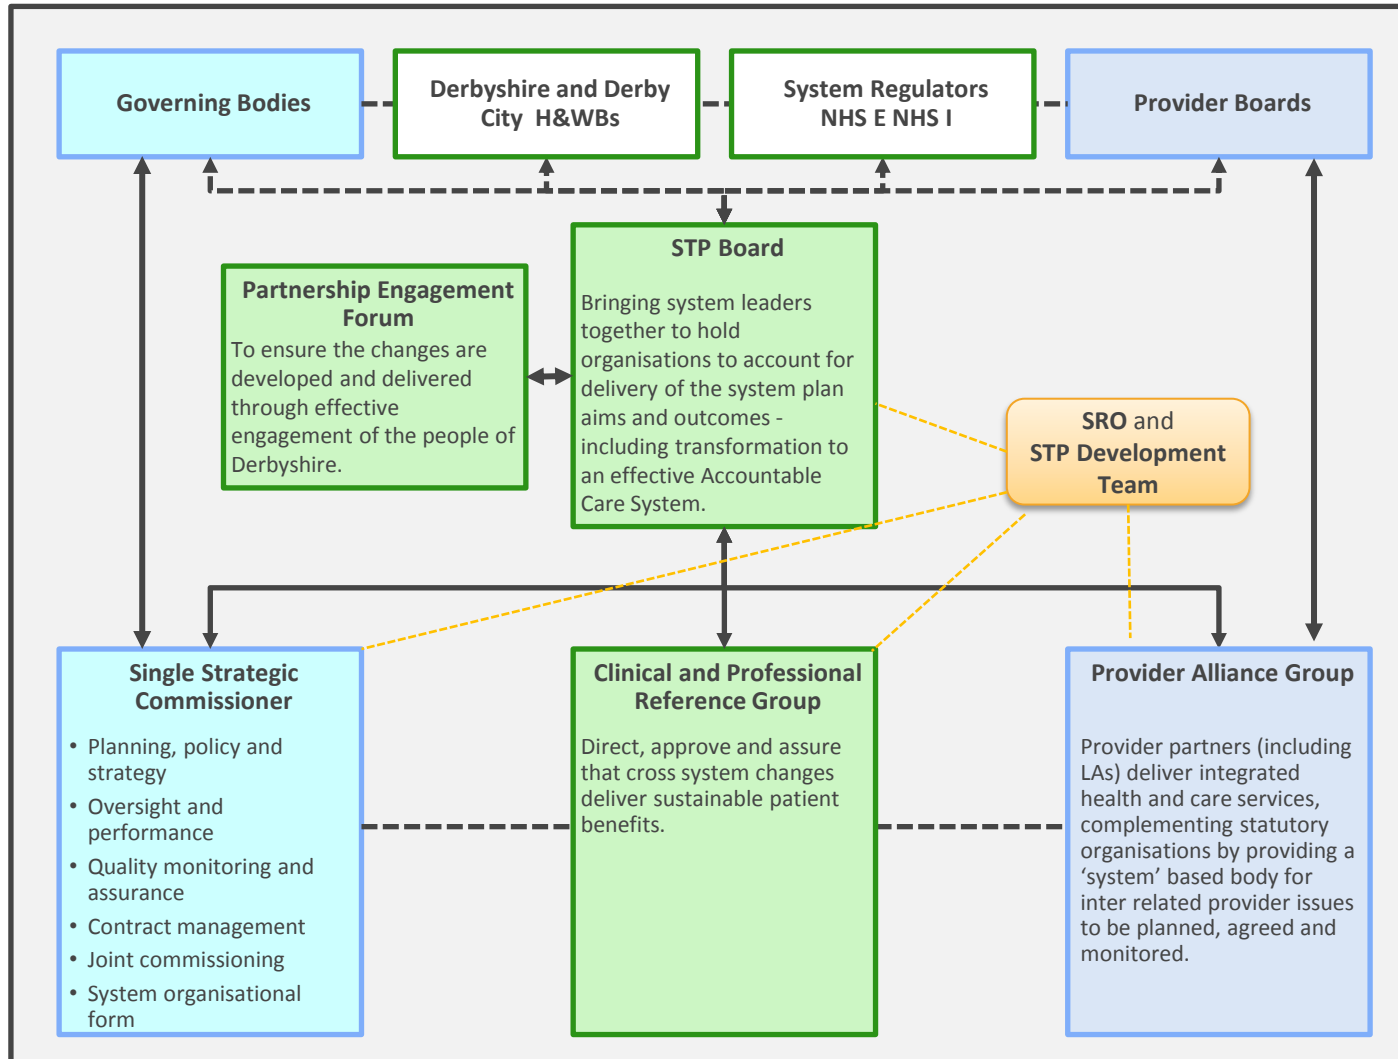 Governing Bodies
Derbyshire and Derby
City H&WBs
System Regulators
NHS E NHS I
Provider Boards
STP Board
Bringing system leaders
together to hold
organisations to account for
delivery of the system plan
aims and outcomes -
including transformation to
an effective Accountable
Care System.
Partnership Engagement
Forum
To ensure the changes are
developed and delivered
through effective
engagement of the people of
Derbyshire.
SRO and
STP Development
Team
Single Strategic
Commissioner
• Planning, policy and
strategy
• Oversight and
performance
• Quality monitoring and
assurance
• Contract management
• Joint commissioning
• System organisational
form
Clinical and Professional
Reference Group
Direct, approve and assure
that cross system changes
deliver sustainable patient
benefits.
Provider Alliance Group
Provider partners (including
LAs) deliver integrated
health and care services,
complementing statutory
organisations by providing a
‘system’ based body for
inter related provider issues
to be planned, agreed and
monitored.